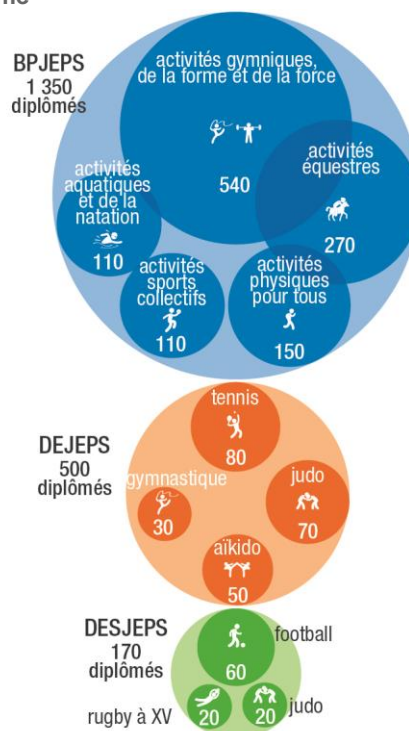 BPJEPS
1 350
diplômés
activités gymniques,
de la forme et de la force
540
activités
équestres
270
activités
aquatiques
et de la
natation
110
activités
sports
collectifs
110
activités
physiques
pour tous
150
DEJEPS
500
diplômés
tennis
80
gymnastique
30
judo
70
aïkido
50
DESJEPS
170
diplômés
football
60
rugby à XV
20
judo
20